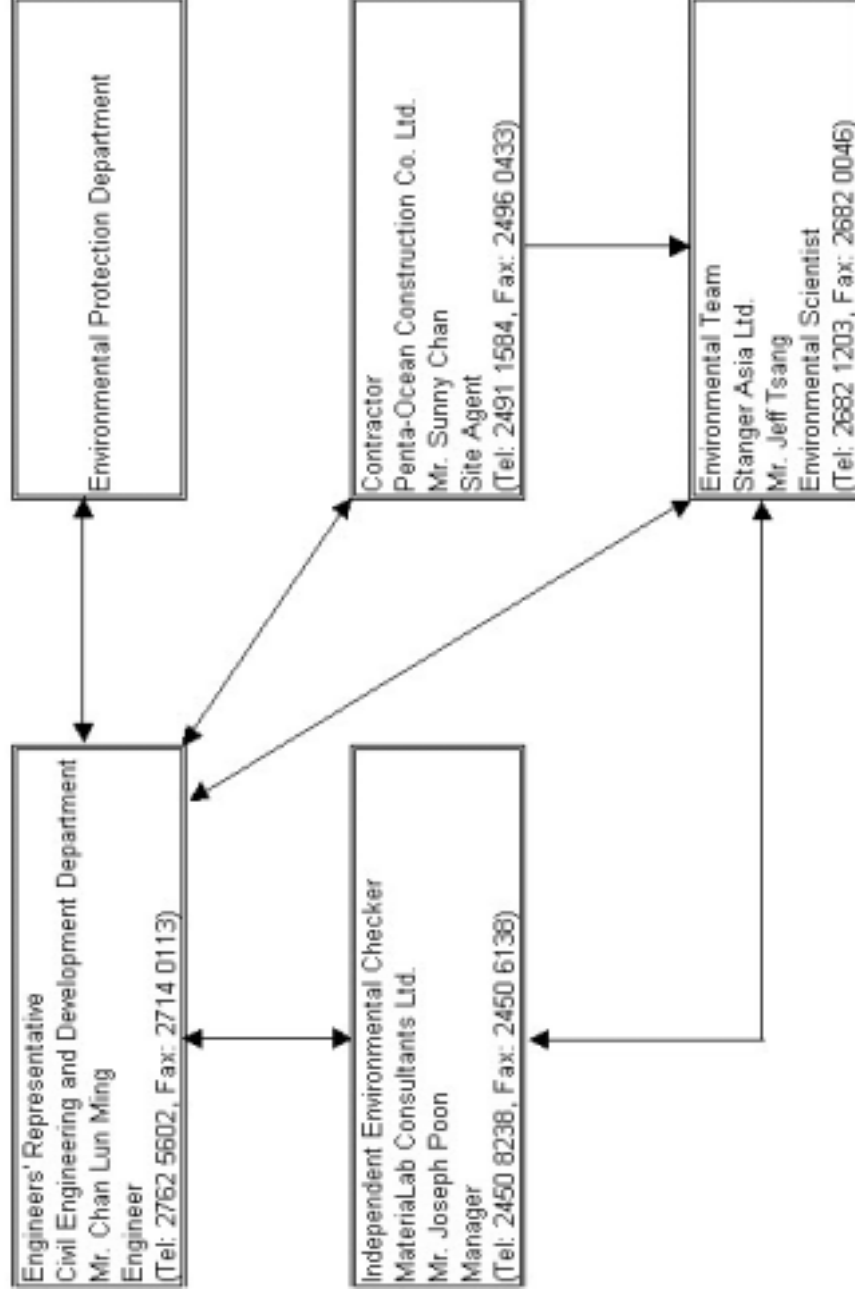 Engineers' Representative
Civil Engineering and Development Department
Mr. Chan Lun Ming
Engineer
(Tel: 2762 5602, Fax: 2714 0113)
Environmental Protection Department
Independent Environmental Checker
MateriaLab Consultants Ltd.
Mr. Joseph Poon
Manager
(Tel: 2450 8238, Fax: 2450 6138)
Contractor
Penta-Ocean Construction Co. Ltd.
Mr. Sunny Chan
Site Agent
(Tel: 2491 1584, Fax: 2496 0433)
Environmental Team
Stanger Asia Ltd.
Mr. Jeff Tsang
Environmental Scientist
(Tel: 2682 1203, Fax: 2682 0046)